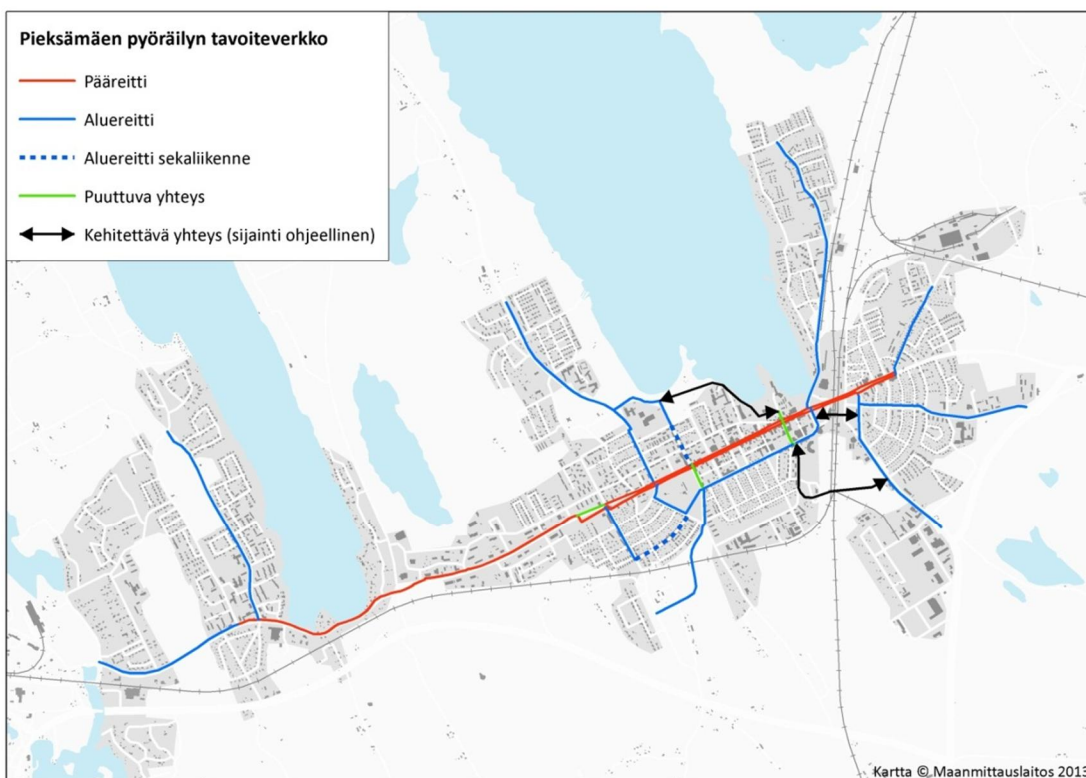 Pieksämäen pyöräilyn tavoiteverkko
Pääreitti
Aluereitti
Aluereitti sekaliikenne
Puuttuva yhteys
Kehitettävä yhteys (sijainti ohjeellinen)
Kartta © Maanmittauslaitos 2013